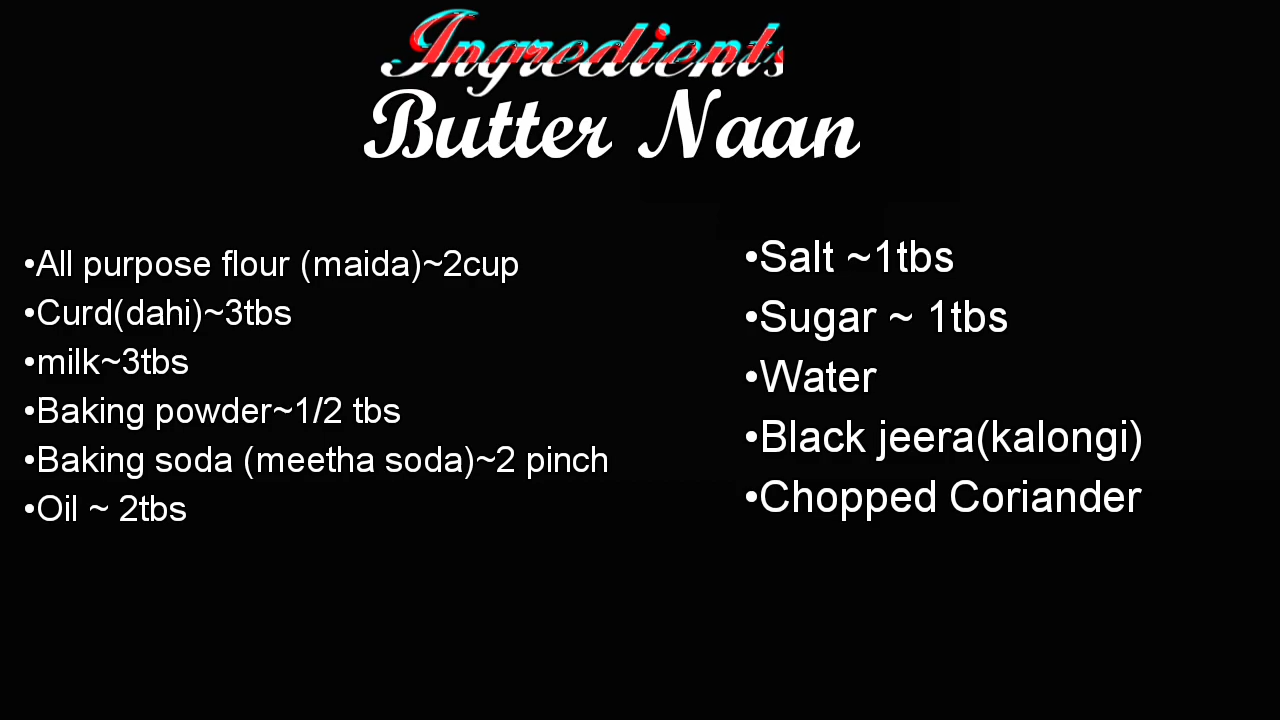 Ingredients
Butter Naan
•All purpose flour (maida)~2cup
•Curd(dahi)~3tbs
•milk~3tbs
•Baking powder~1/2 tbs
•Baking soda (meetha soda)~2 pinch
•Oil ~ 2tbs
•Salt ~1tbs
•Sugar ~ 1tbs
•Water
•Black jeera(kalongi)
•Chopped Coriander